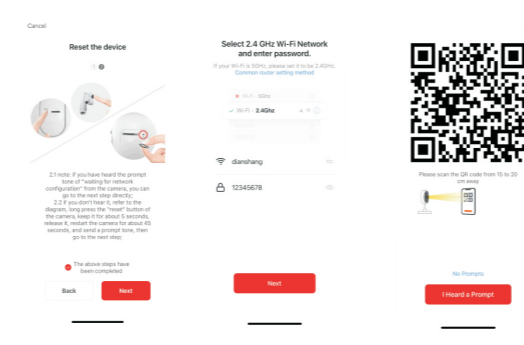 Cancel
Reset the device
1 2
2.1 note: If you have heard the prompt
tone of "waiting for network
configuration" from the camera, you can
go to the next step directly;
2.2 If you don't hear it, refer to the
diagram, long press the "reset" button of
the camera, keep it for about 5 seconds,
release it, restart the camera for about 45
seconds, and send a prompt tone, then
go to the next step;
The above steps have
been completed
Back
Next
Select 2.4 GHz Wi-Fi Network
and enter password.
If your Wi-Fi is 5GHz, please set it to be 2.4GHz.
Common router setting method
Wi-Fi - 5Ghz
Wi-Fi - 2.4Ghz
dianshang
12345678
Next
Please scan the QR code from 15 to 20
cm away
No Prompts
I Heard a Prompt